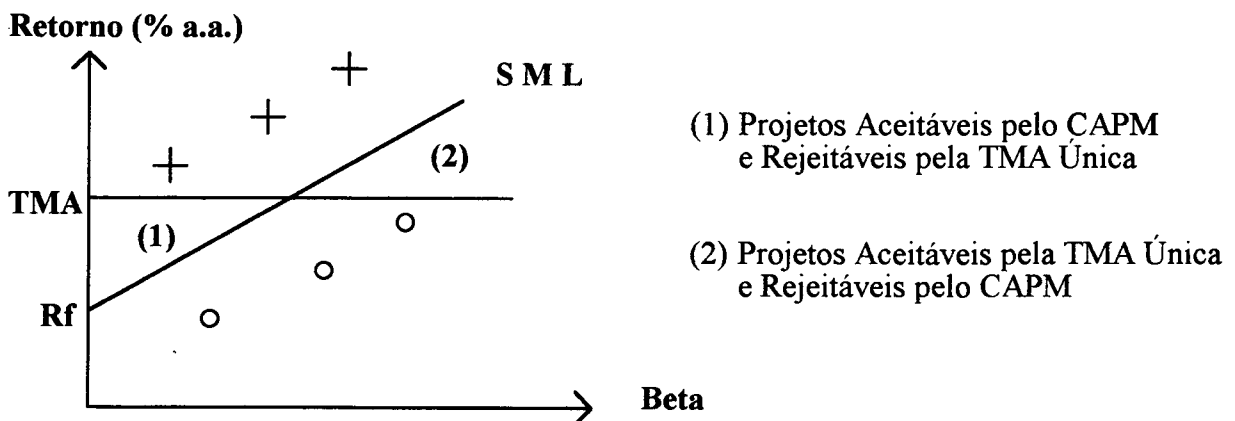 Retorno (% a.a.)
S M L
(1) Projetos Aceitáveis pelo CAPM
e Rejeitáveis pela TMA Única
(2)
TMA
(1)
(2) Projetos Aceitáveis pela TMA Única
e Rejeitáveis pelo CAPM
Rf
Beta